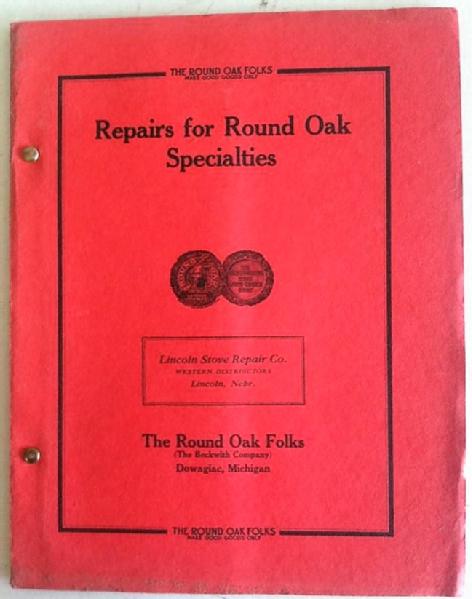 THE ROUND OAK FOLKS
MAKE GOOD GOODS ONLY
Repairs for Round Oak
Specialties
Lincoln Stove Repair Co.
WESTERN DISTRIBUTORS
Lincoln, Nebr.
The Round Oak Folks
(The Beckwith Company)
Dowagiac, Michigan
THE ROUND OAK FOLKS
MAKE GOOD GOODS ONLY